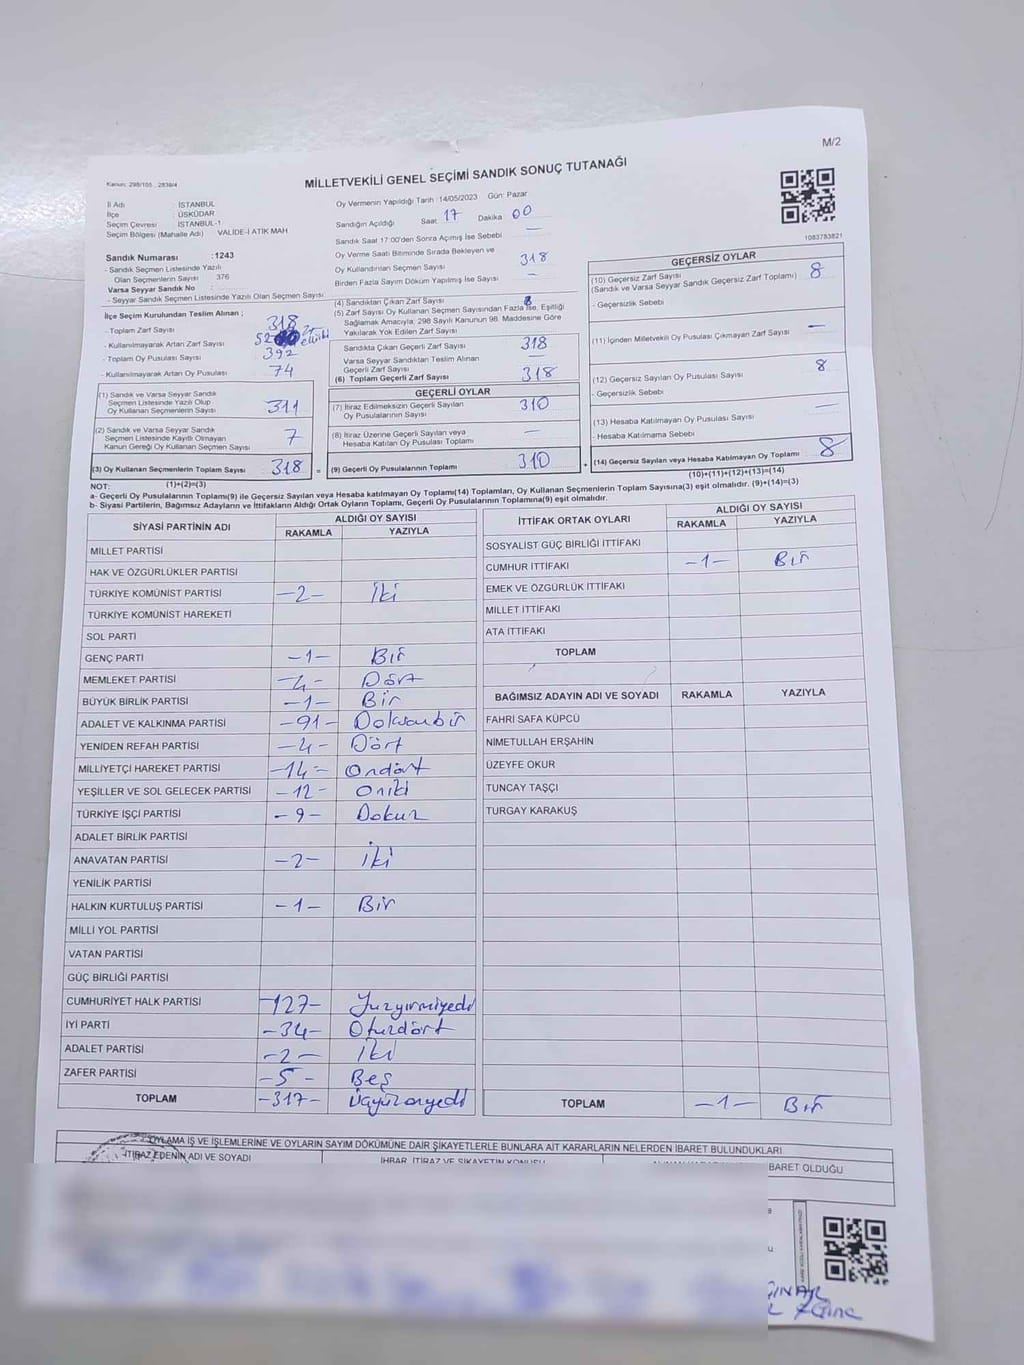 M/2
Kanun: 298/105 , 2839/4
MİLLETVEKİLİ GENEL SEÇİMİ SANDIK SONUÇ TUTANAĞI
İl Adı : İSTANBUL
İlçe : ÜSKÜDAR
Seçim Çevresi : İSTANBUL-1
Seçim Bölgesi (Mahalle Adı) VALİDE-İ ATİK MAH
Sandık Numarası : 1243
- Sandık Seçmen Listesinde Yazılı
Olan Seçmenlerin Sayısı 376
Varsa Seyyar Sandık No :
- Seyyar Sandık Seçmen Listesinde Yazılı Olan Seçmen Sayısı
İlçe Seçim Kurulundan Teslim Alınan ;
- Toplam Zarf Sayısı 318
- Kullanılmayarak Artan Zarf Sayısı
- Toplam Oy Pusulası Sayısı 392
- Kullanılmayarak Artan Oy Pusulası 74
(1) Sandık ve Varsa Seyyar Sandık
Seçmen Listesinde Yazılı Olup
Oy Kullanan Seçmenlerin Sayısı 311
(2) Sandık ve Varsa Seyyar Sandık
Seçmen Listesinde Kayıtlı Olmayan
Kanun Gereği Oy Kullanan Seçmen Sayısı 7
(3) Oy Kullanan Seçmenlerin Toplam Sayısı 318 =
(1)+(2)=(3)
Oy Vermenin Yapıldığı Tarih :14/05/2023 Gün: Pazar
Sandığın Açıldığı Saat 17 Dakika 00
Sandık Saat 17:00'den Sonra Açılmış İse Sebebi —
Oy Verme Saati Bitiminde Sırada Bekleyen ve
Oy Kullandırılan Seçmen Sayısı 318
Birden Fazla Sayım Döküm Yapılmış İse Sayısı —
(4) Sandıktan Çıkan Zarf Sayısı
(5) Zarf Sayısı Oy Kullanan Seçmen Sayısından Fazla İse, Eşitliği
Sağlamak Amacıyla, 298 Sayılı Kanunun 98. Maddesine Göre
Yakılarak Yok Edilen Zarf Sayısı
Sandıkta Çıkan Geçerli Zarf Sayısı 318
Varsa Seyyar Sandıktan Teslim Alınan
Geçerli Zarf Sayısı —
(6) Toplam Geçerli Zarf Sayısı 318
GEÇERLİ OYLAR
(7) İtiraz Edilmeksizin Geçerli Sayılan
Oy Pusulalarının Sayısı 310
(8) İtiraz Üzerine Geçerli Sayılan veya
Hesaba Katılan Oy Pusulası Toplamı —
(9) Geçerli Oy Pusulalarının Toplamı 310 +
1083783821
GEÇERSİZ OYLAR
(10) Geçersiz Zarf Sayısı
(Sandık ve Varsa Seyyar Sandık Geçersiz Zarf Toplamı) 8
- Geçersizlik Sebebi
(11) İçinden Milletvekili Oy Pusulası Çıkmayan Zarf Sayısı —
(12) Geçersiz Sayılan Oy Pusulası Sayısı 8
- Geçersizlik Sebebi
(13) Hesaba Katılmayan Oy Pusulası Sayısı —
- Hesaba Katılmama Sebebi
(14) Geçersiz Sayılan veya Hesaba Katılmayan Oy Toplamı 8
(10)+(11)+(12)+(13)=(14)
NOT:
a- Geçerli Oy Pusulalarının Toplamı(9) ile Geçersiz Sayılan veya Hesaba katılmayan Oy Toplamı(14) Toplamları, Oy Kullanan Seçmenlerin Toplam Sayısına(3) eşit olmalıdır. (9)+(14)=(3)
b- Siyasi Partilerin, Bağımsız Adayların ve İttifakların Aldığı Ortak Oyların Toplamı, Geçerli Oy Pusulalarının Toplamına(9) eşit olmalıdır.
SİYASİ PARTİNİN ADI ALDIĞI OY SAYISI
RAKAMLA YAZIYLA
MİLLET PARTİSİ
HAK VE ÖZGÜRLÜKLER PARTİSİ
TÜRKİYE KOMÜNİST PARTİSİ —2— İki
TÜRKİYE KOMÜNİST HAREKETİ
SOL PARTİ
GENÇ PARTİ —1— Bir
MEMLEKET PARTİSİ —4— Dört
BÜYÜK BİRLİK PARTİSİ —1— Bir
ADALET VE KALKINMA PARTİSİ —91— Doksanbir
YENİDEN REFAH PARTİSİ —4— Dört
MİLLİYETÇİ HAREKET PARTİSİ —14— Ondört
YEŞİLLER VE SOL GELECEK PARTİSİ —12— Oniki
TÜRKİYE İŞÇİ PARTİSİ —9— Dokuz
ADALET BİRLİK PARTİSİ
ANAVATAN PARTİSİ —2— İki
YENİLİK PARTİSİ
HALKIN KURTULUŞ PARTİSİ —1— Bir
MİLLİ YOL PARTİSİ
VATAN PARTİSİ
GÜÇ BİRLİĞİ PARTİSİ
CUMHURİYET HALK PARTİSİ —127— Yüzyirmiyedi
İYİ PARTİ —34— Otuzdört
ADALET PARTİSİ —2— İki
ZAFER PARTİSİ —5— Beş
TOPLAM —317— Üçyüzonyedi
İTTİFAK ORTAK OYLARI ALDIĞI OY SAYISI
RAKAMLA YAZIYLA
SOSYALİST GÜÇ BİRLİĞİ İTTİFAKI
CUMHUR İTTİFAKI —1— Bir
EMEK VE ÖZGÜRLÜK İTTİFAKI
MİLLET İTTİFAKI
ATA İTTİFAKI
TOPLAM
BAĞIMSIZ ADAYIN ADI VE SOYADI RAKAMLA YAZIYLA
FAHRİ SAFA KÜPCÜ
NİMETULLAH ERŞAHİN
ÜZEYFE OKUR
TUNCAY TAŞÇI
TURGAY KARAKUŞ
TOPLAM —1— Bir
OYLAMA İŞ VE İŞLEMLERİNE VE OYLARIN SAYIM DÖKÜMÜNE DAİR ŞİKAYETLERLE BUNLARA AİT KARARLARIN NELERDEN İBARET BULUNDUKLARI
İTİRAZ EDENİN ADI VE SOYADI İHBAR, İTİRAZ VE ŞİKAYETİN KONUSU BARET OLDUĞU